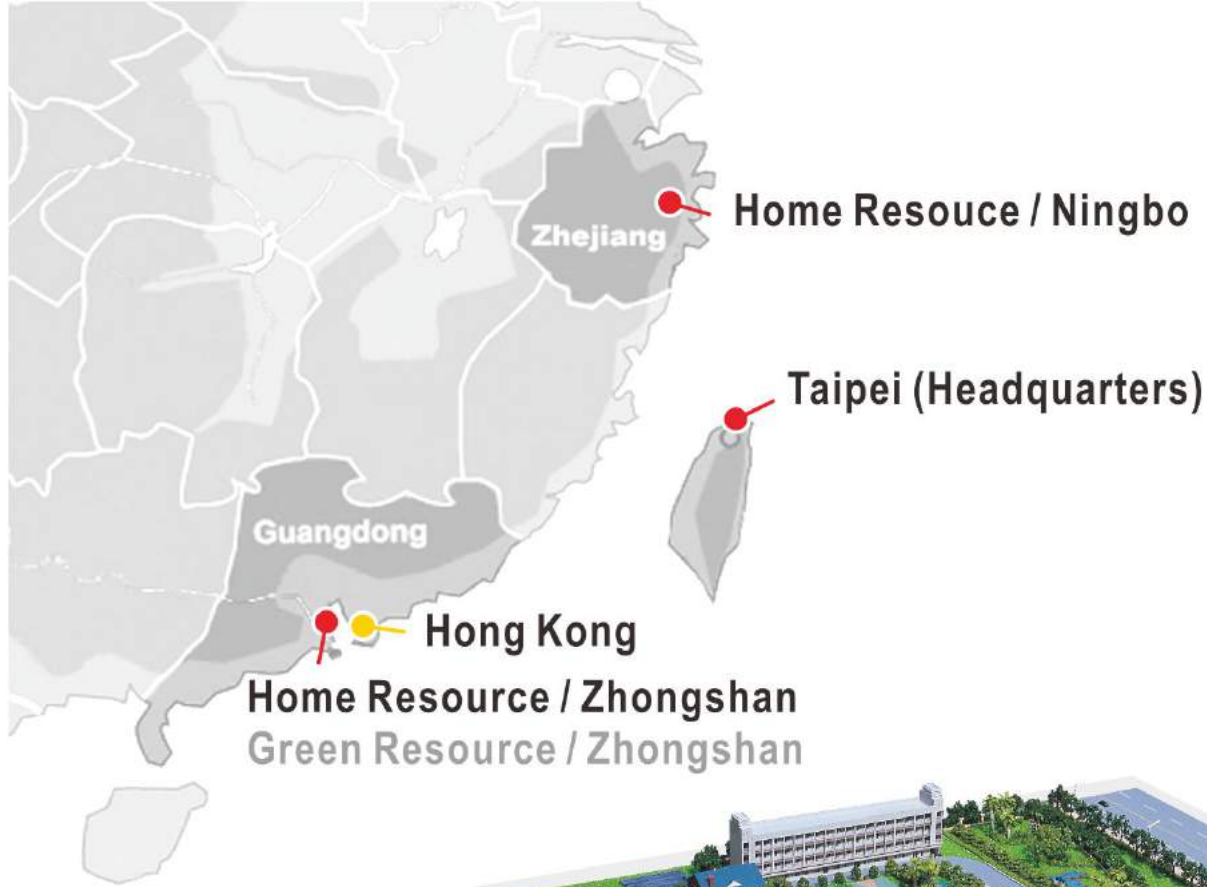 Home Resouce / Ningbo
Zhejiang
Taipei (Headquarters)
Guangdong
Hong Kong
Home Resource / Zhongshan
Green Resource / Zhongshan